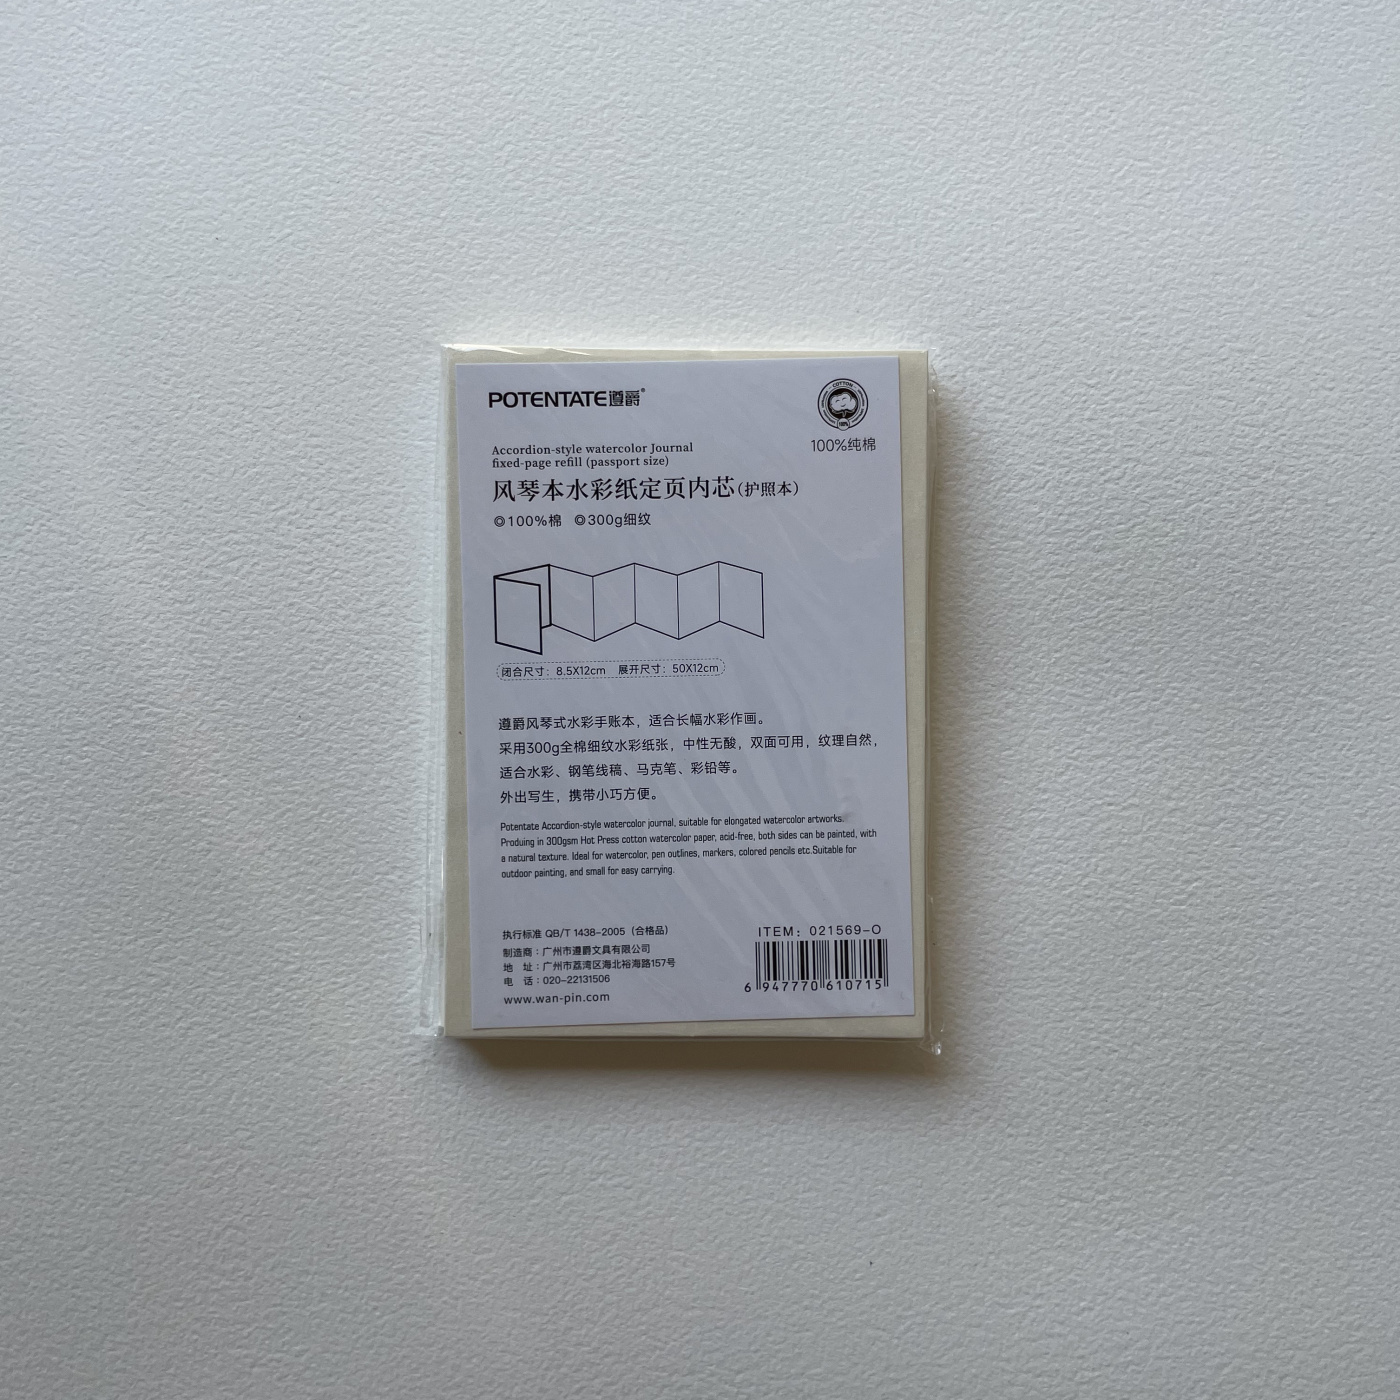 POTENTATE遵爵®
COTTON
100%
100%纯棉
Accordion-style watercolor Journal
fixed-page refill (passport size)
风琴本水彩纸定页内芯(护照本)
◎100%棉 ◎300g细纹
闭合尺寸：8.5X12cm 展开尺寸：50X12cm
遵爵风琴式水彩手账本，适合长幅水彩作画。
采用300g全棉细纹水彩纸张，中性无酸，双面可用，纹理自然，
适合水彩、钢笔线稿、马克笔、彩铅等。
外出写生，携带小巧方便。
Potentate Accordion-style watercolor journal, suitable for elongated watercolor artworks.
Produing in 300gsm Hot Press cotton watercolor paper, acid-free, both sides can be painted, with
a natural texture. Ideal for watercolor, pen outlines, markers, colored pencils etc.Suitable for
outdoor painting, and small for easy carrying.
执行标准 QB/T 1438-2005（合格品）
制造商：广州市遵爵文具有限公司
地 址：广州市荔湾区海北裕海路157号
电 话：020-22131506
www.wan-pin.com
ITEM: 021569-O
6 947770 610715